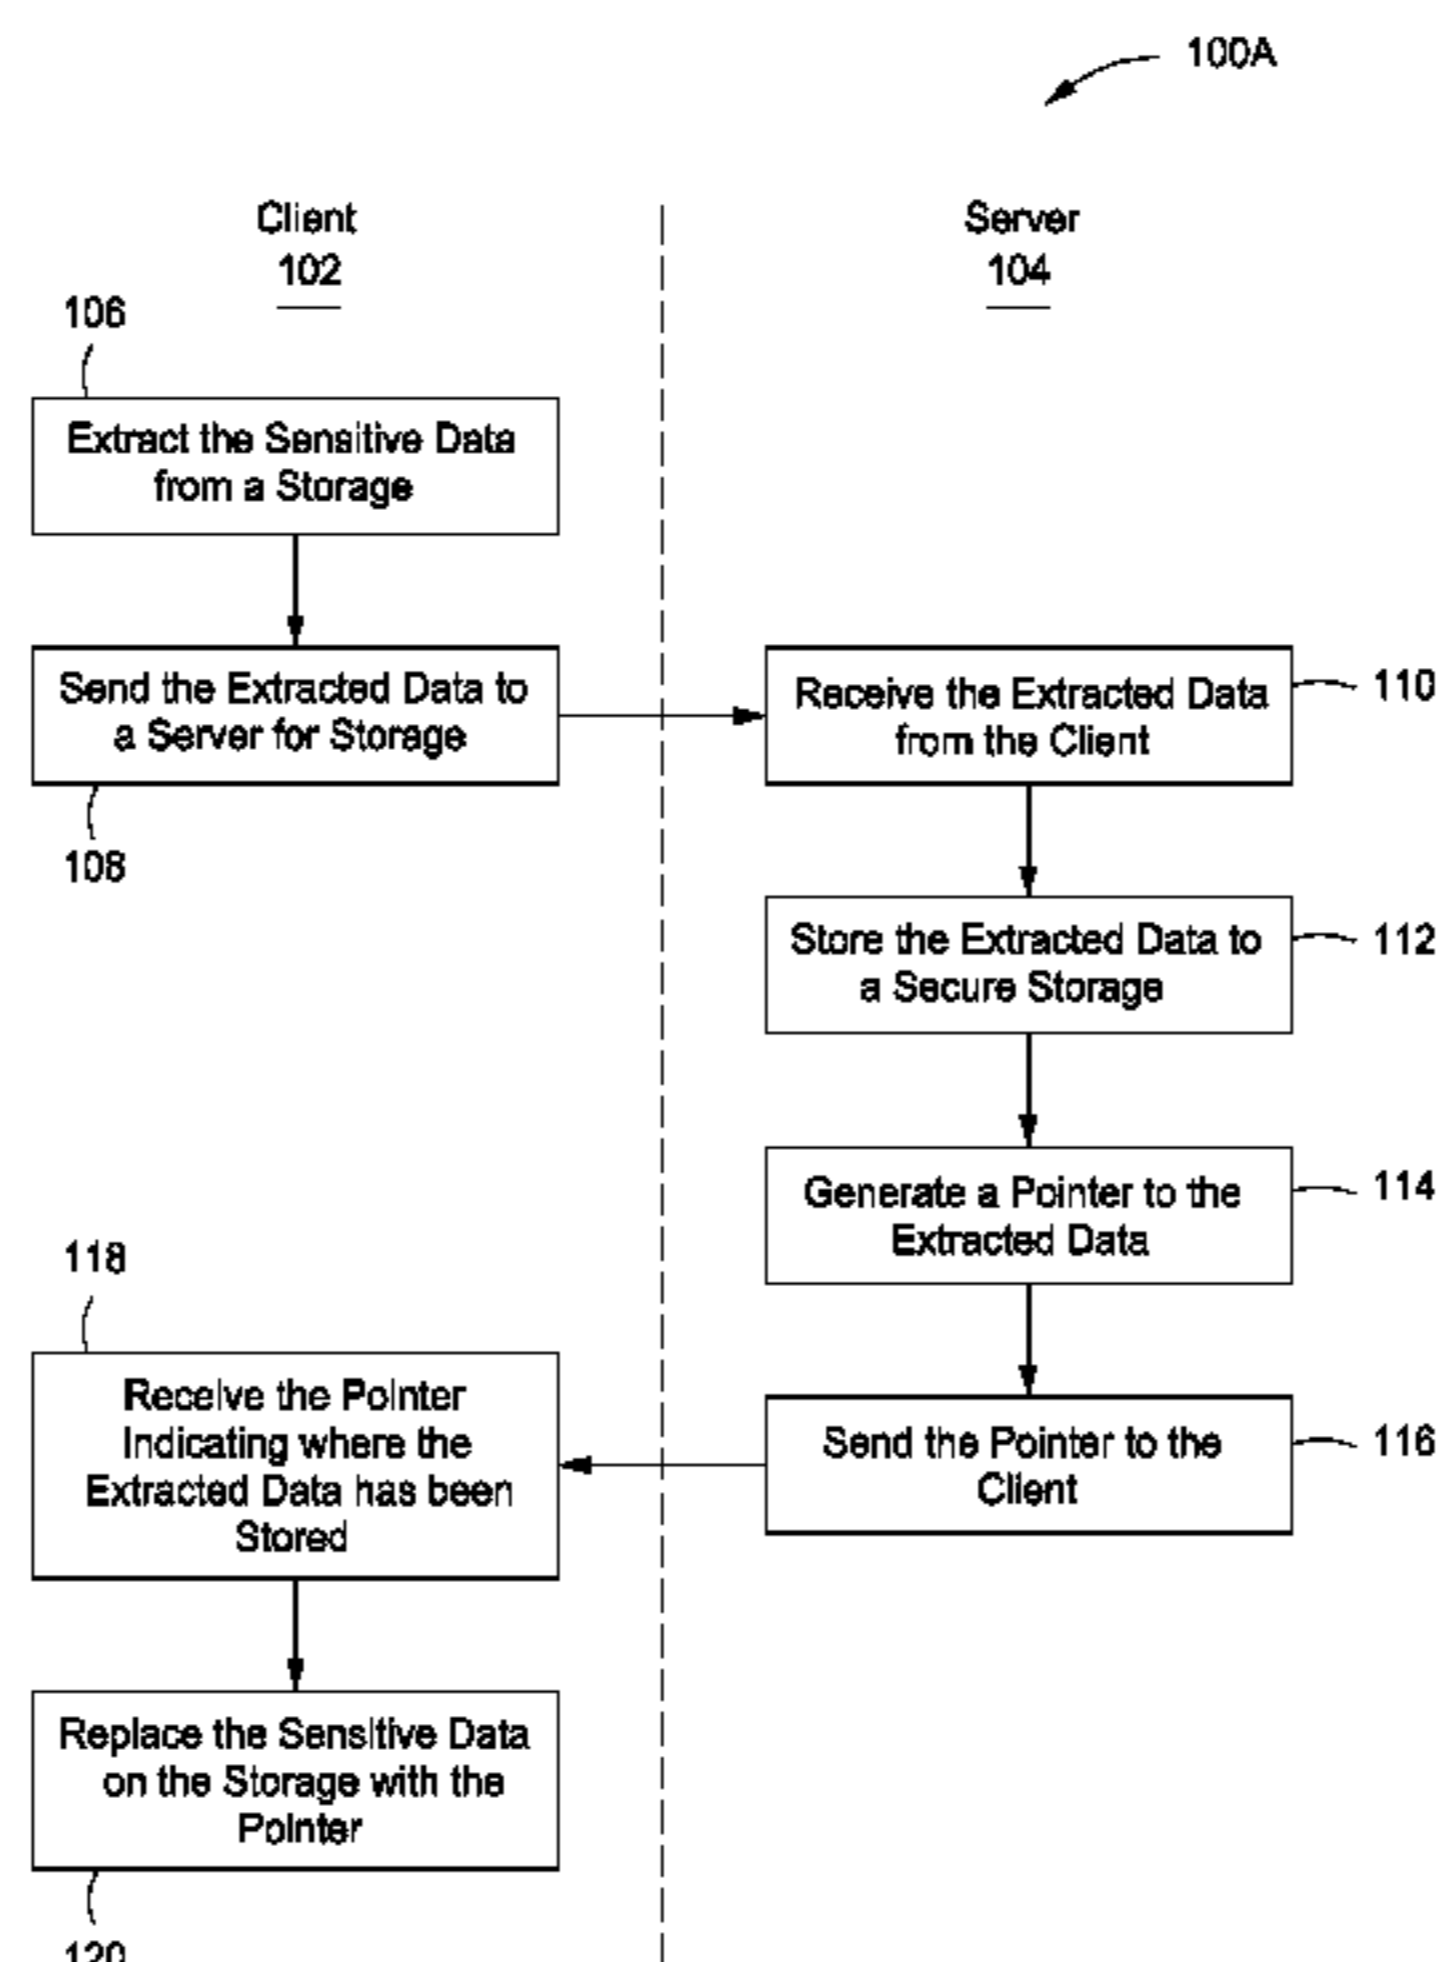 100A
Client
102
Server
104
106
Extract the Sensitive Data
from a Storage
Send the Extracted Data to
a Server for Storage
108
Receive the Extracted Data
from the Client
110
Store the Extracted Data to
a Secure Storage
112
Generate a Pointer to the
Extracted Data
114
Send the Pointer to the
Client
116
118
Receive the Pointer
Indicating where the
Extracted Data has been
Stored
Replace the Sensitive Data
on the Storage with the
Pointer
120